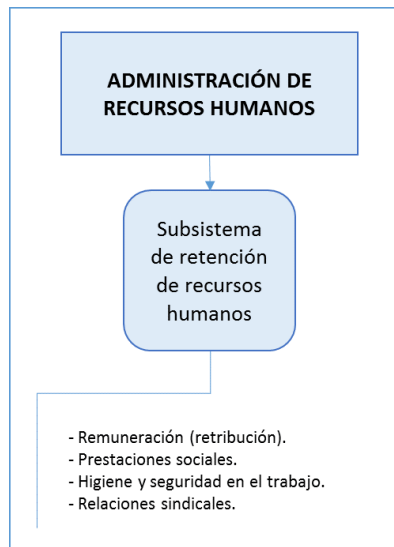 ADMINISTRACIÓN DE
RECURSOS HUMANOS
Subsistema
de retención
de recursos
humanos
- Remuneración (retribución).
- Prestaciones sociales.
- Higiene y seguridad en el trabajo.
- Relaciones sindicales.